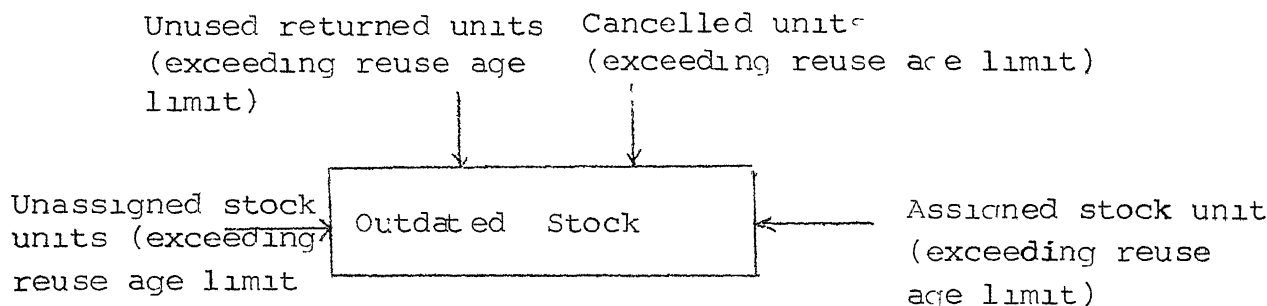 Unused returned units
(exceeding reuse age
limit)
Cancelled units
(exceeding reuse age limit)
Unassigned stock
units (exceeding
reuse age limit
Outdated Stock
Assigned stock unit
(exceeding reuse
age limit)